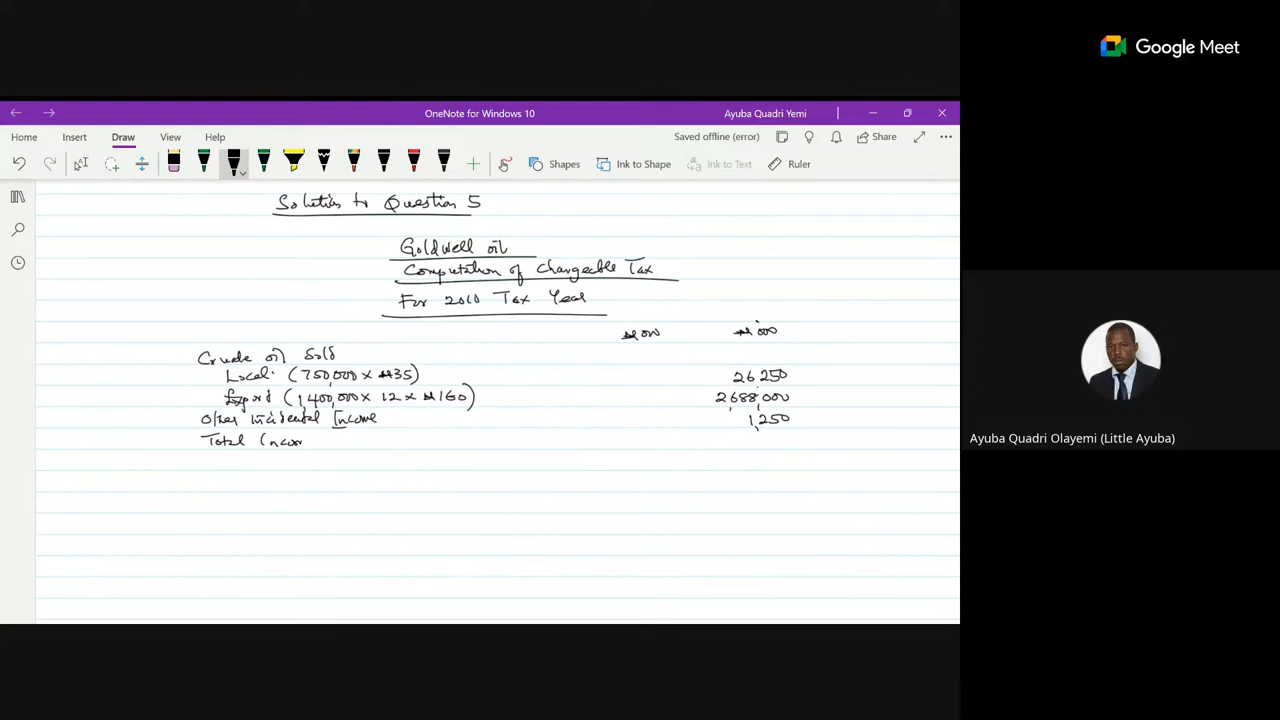 Google Meet
OneNote for Windows 10
Ayuba Quadri Yemi
Home Insert Draw View Help
Saved offline (error)
Share
Shapes
Ink to Shape
Ink to Text
Ruler
Solution to Question 5
Goldwell oil
Computation of Chargeable Tax
For 2010 Tax Year
₦'000 ₦'000
Crude oil Sold
Local (750,000 × ₦35) 26,250
Export (1,400,000 × 12 × ₦160) 2,688,000
Other incidental Income 1,250
Total Incom
Ayuba Quadri Olayemi (Little Ayuba)